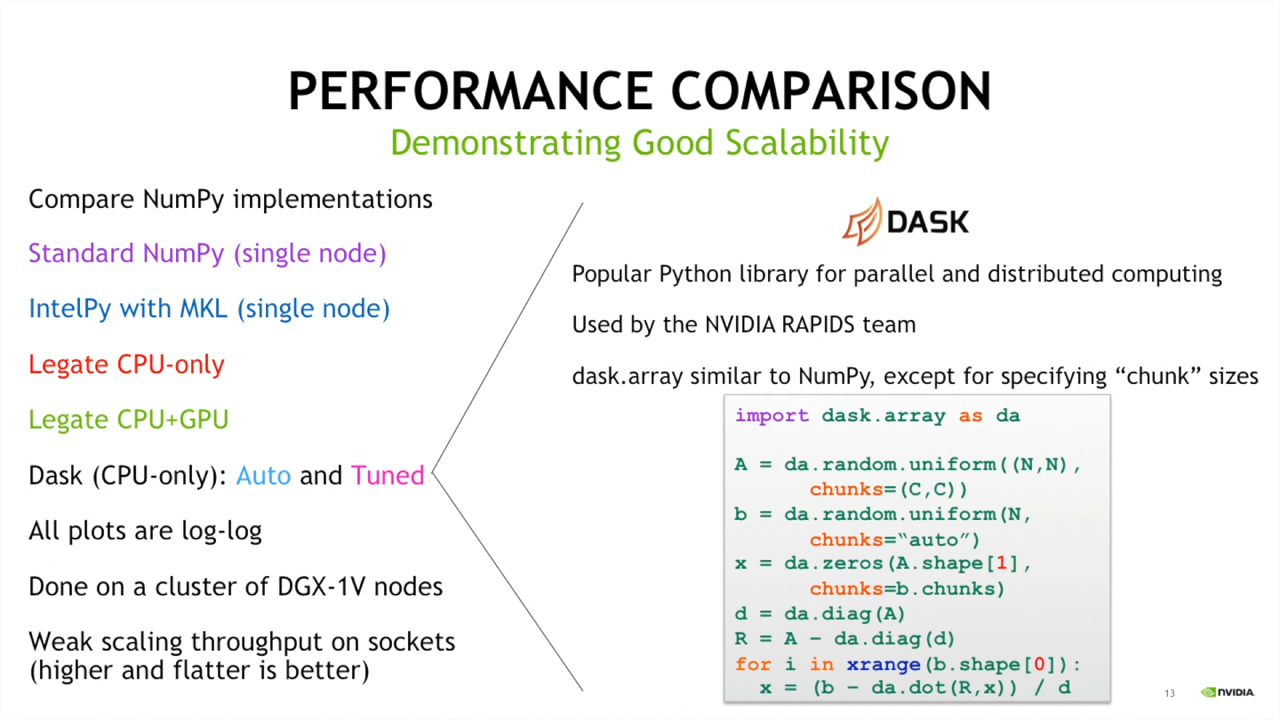 PERFORMANCE COMPARISON
Demonstrating Good Scalability
Compare NumPy implementations
Standard NumPy (single node)
IntelPy with MKL (single node)
Legate CPU-only
Legate CPU+GPU
Dask (CPU-only): Auto and Tuned
All plots are log-log
Done on a cluster of DGX-1V nodes
Weak scaling throughput on sockets
(higher and flatter is better)
DASK
Popular Python library for parallel and distributed computing
Used by the NVIDIA RAPIDS team
dask.array similar to NumPy, except for specifying “chunk” sizes
import dask.array as da
A = da.random.uniform((N,N),
chunks=(C,C))
b = da.random.uniform(N,
chunks=“auto”)
x = da.zeros(A.shape[1],
chunks=b.chunks)
d = da.diag(A)
R = A – da.diag(d)
for i in xrange(b.shape[0]):
x = (b – da.dot(R,x)) / d
13
NVIDIA.